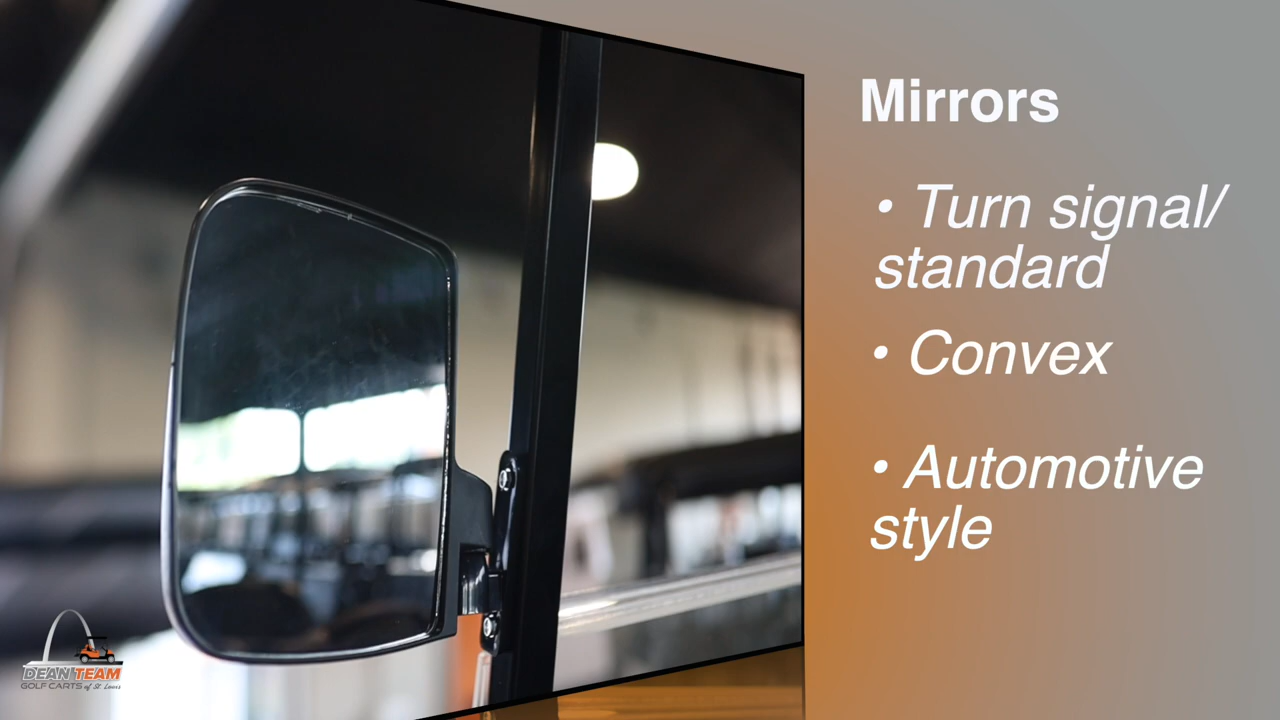 Mirrors
• Turn signal/
standard
• Convex
• Automotive
style
DEAN TEAM
GOLF CARTS of St. Louis